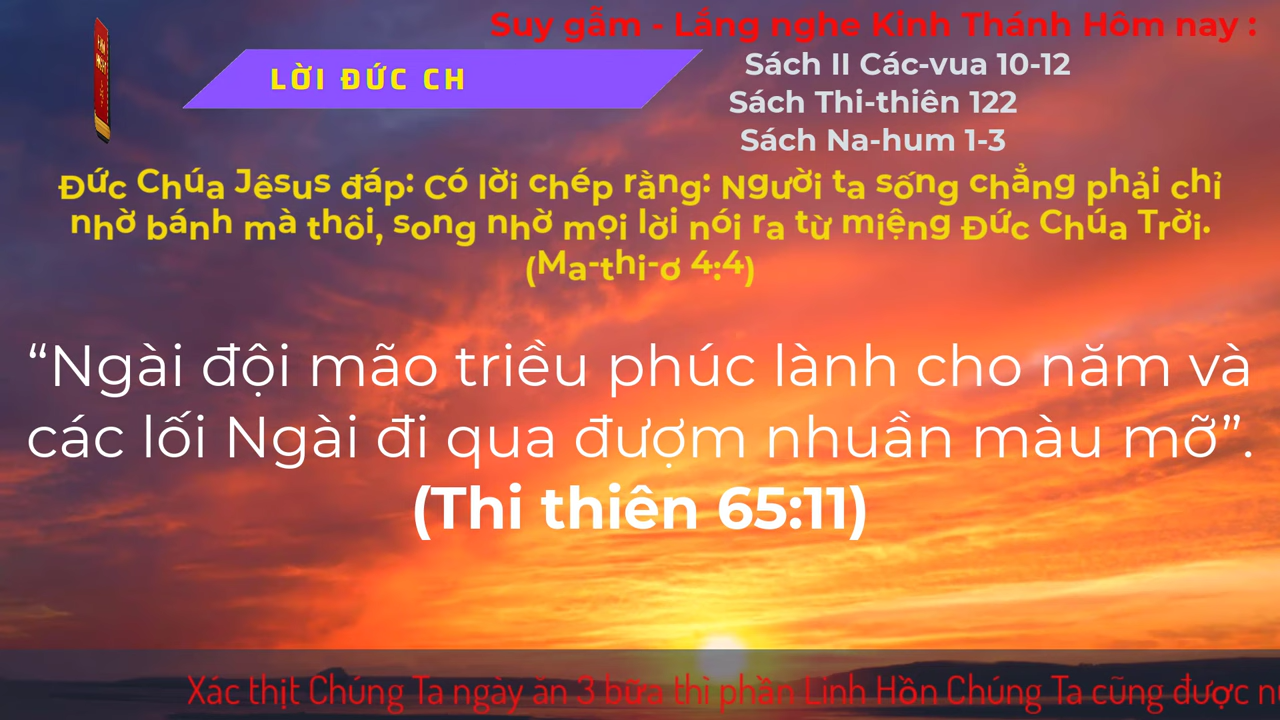 Suy gẫm - Lắng nghe Kinh Thánh Hôm nay :
LỜI ĐỨC CH
Sách II Các-vua 10-12
Sách Thi-thiên 122
Sách Na-hum 1-3
Đức Chúa Jêsus đáp: Có lời chép rằng: Người ta sống chẳng phải chỉ
nhờ bánh mà thôi, song nhờ mọi lời nói ra từ miệng Đức Chúa Trời.
(Ma-thi-ơ 4:4)
“Ngài đội mão triều phúc lành cho năm và
các lối Ngài đi qua đượm nhuần màu mỡ”.
(Thi thiên 65:11)
Xác thịt Chúng Ta ngày ăn 3 bữa thì phần Linh Hồn Chúng Ta cũng được